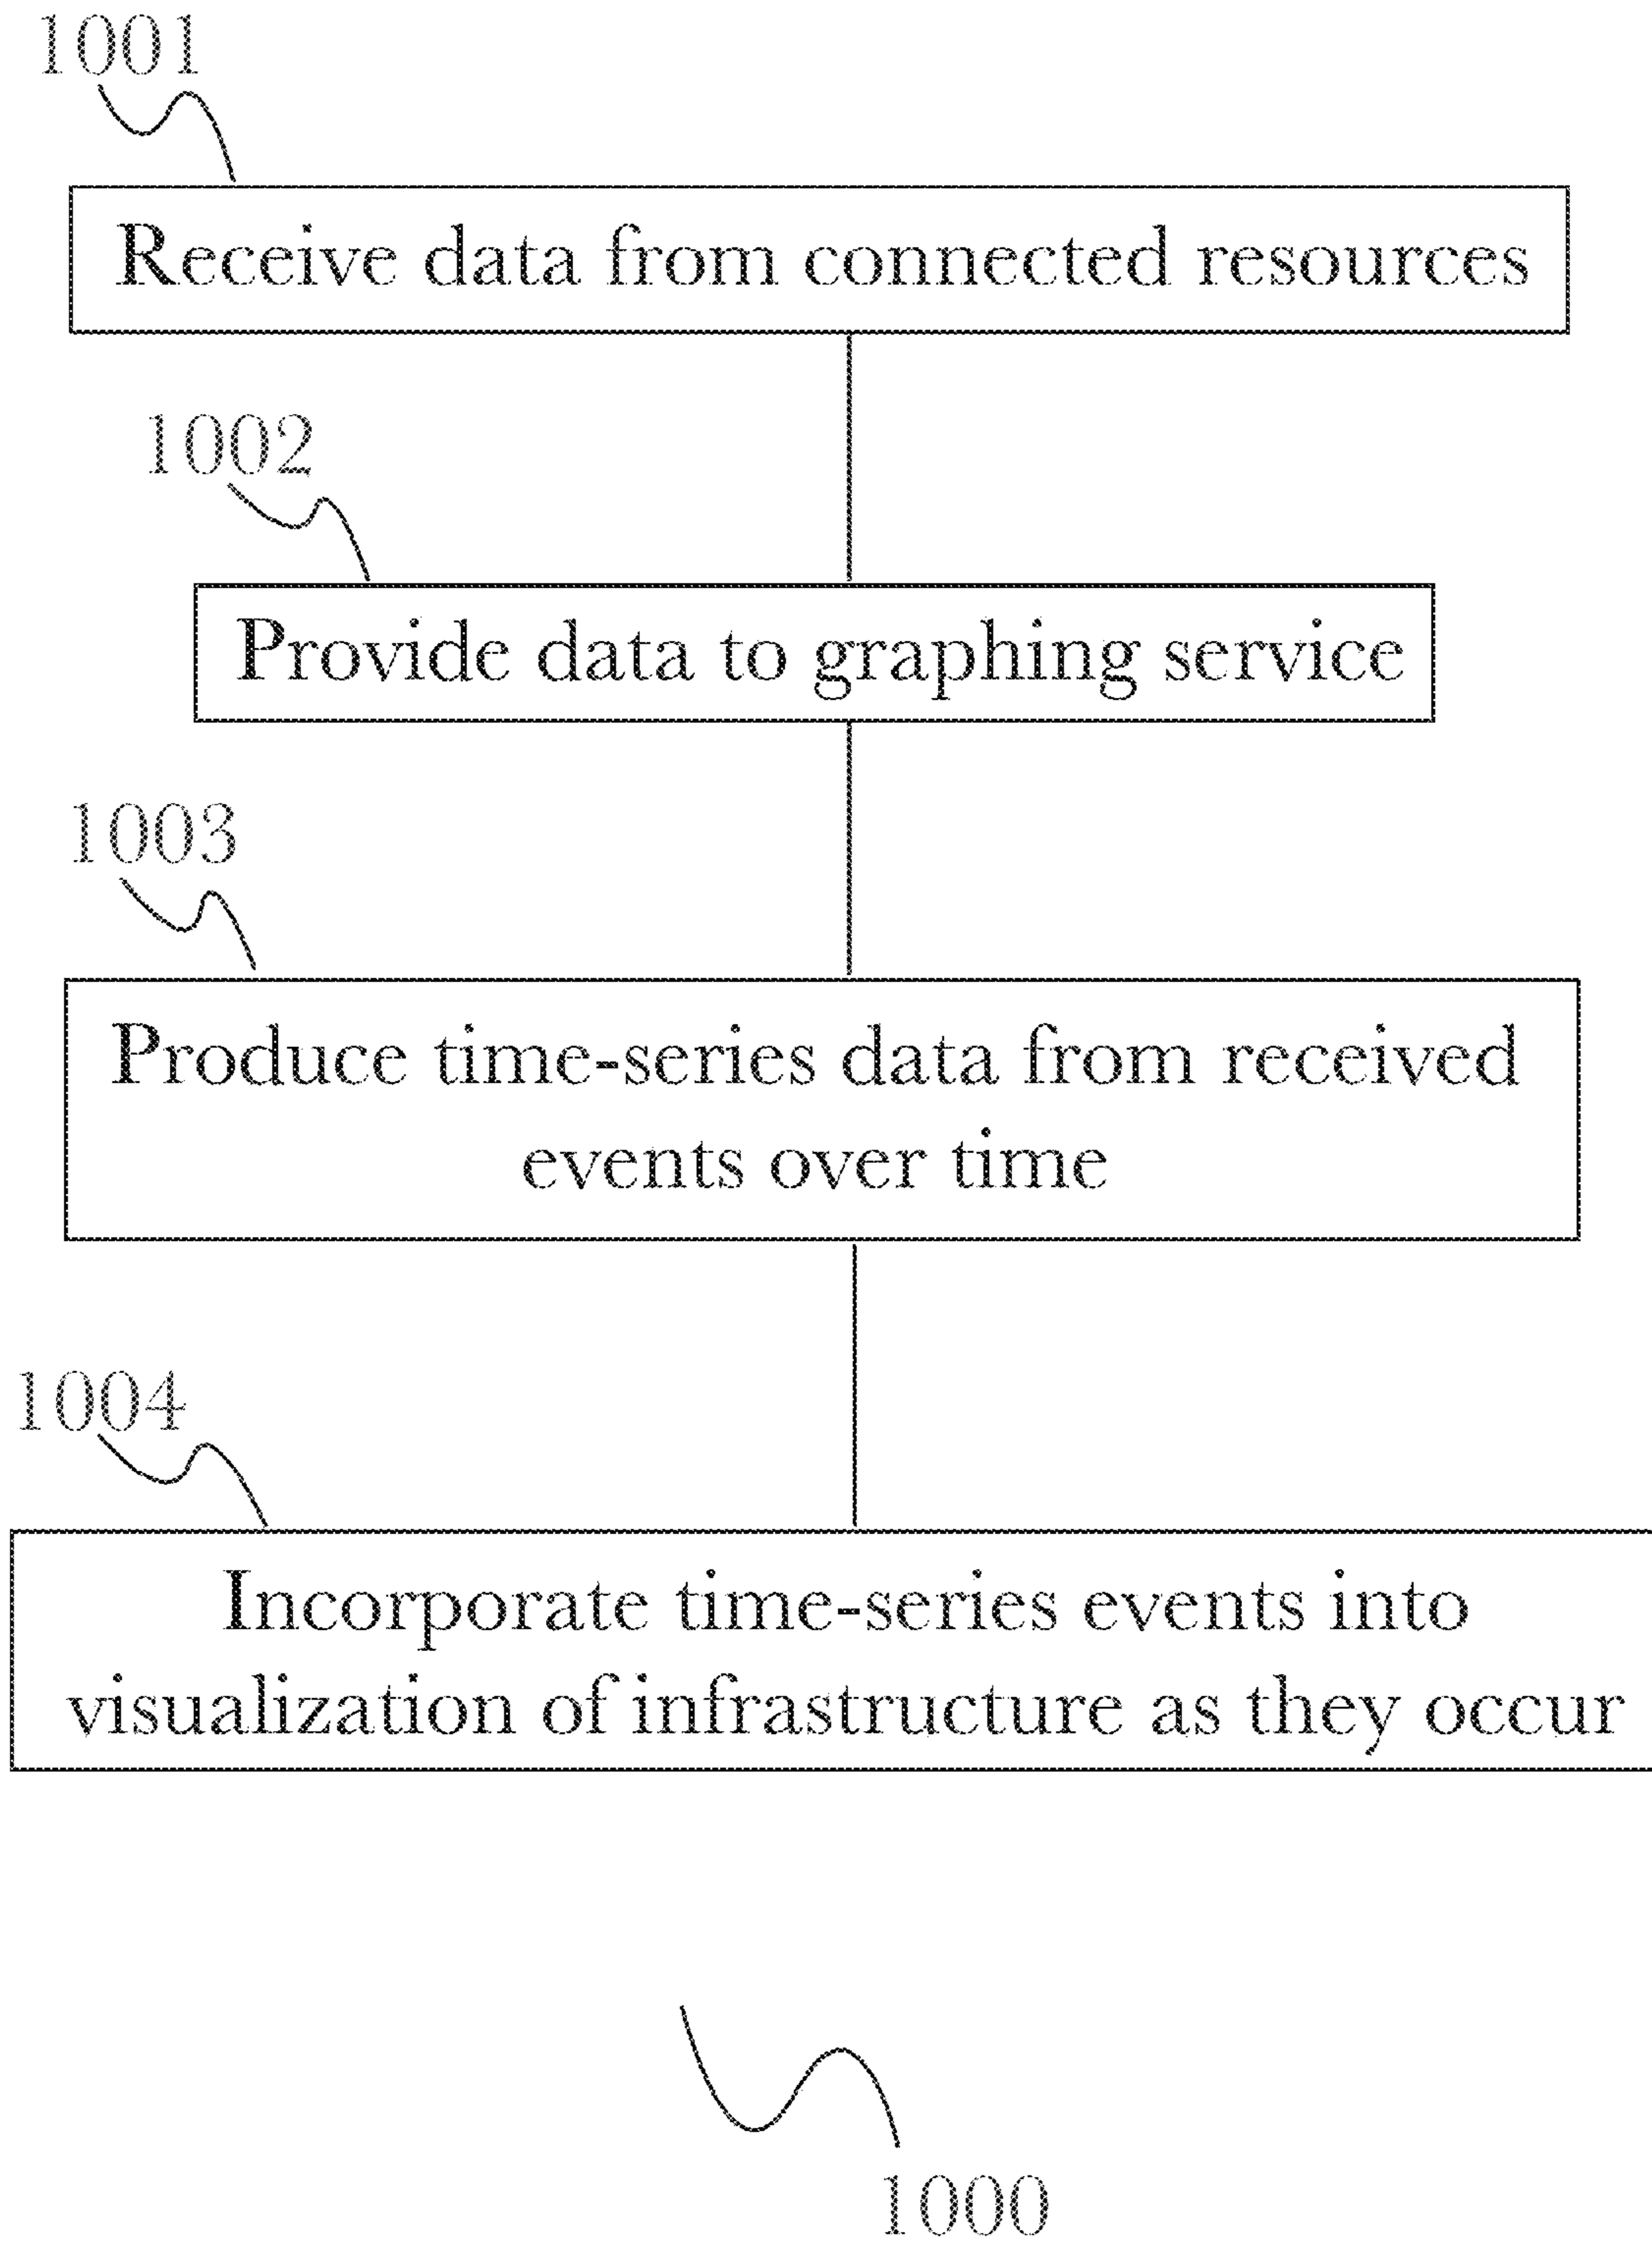 1001
Receive data from connected resources
1002
Provide data to graphing service
1003
Produce time-series data from received
events over time
1004
Incorporate time-series events into
visualization of infrastructure as they occur
1000